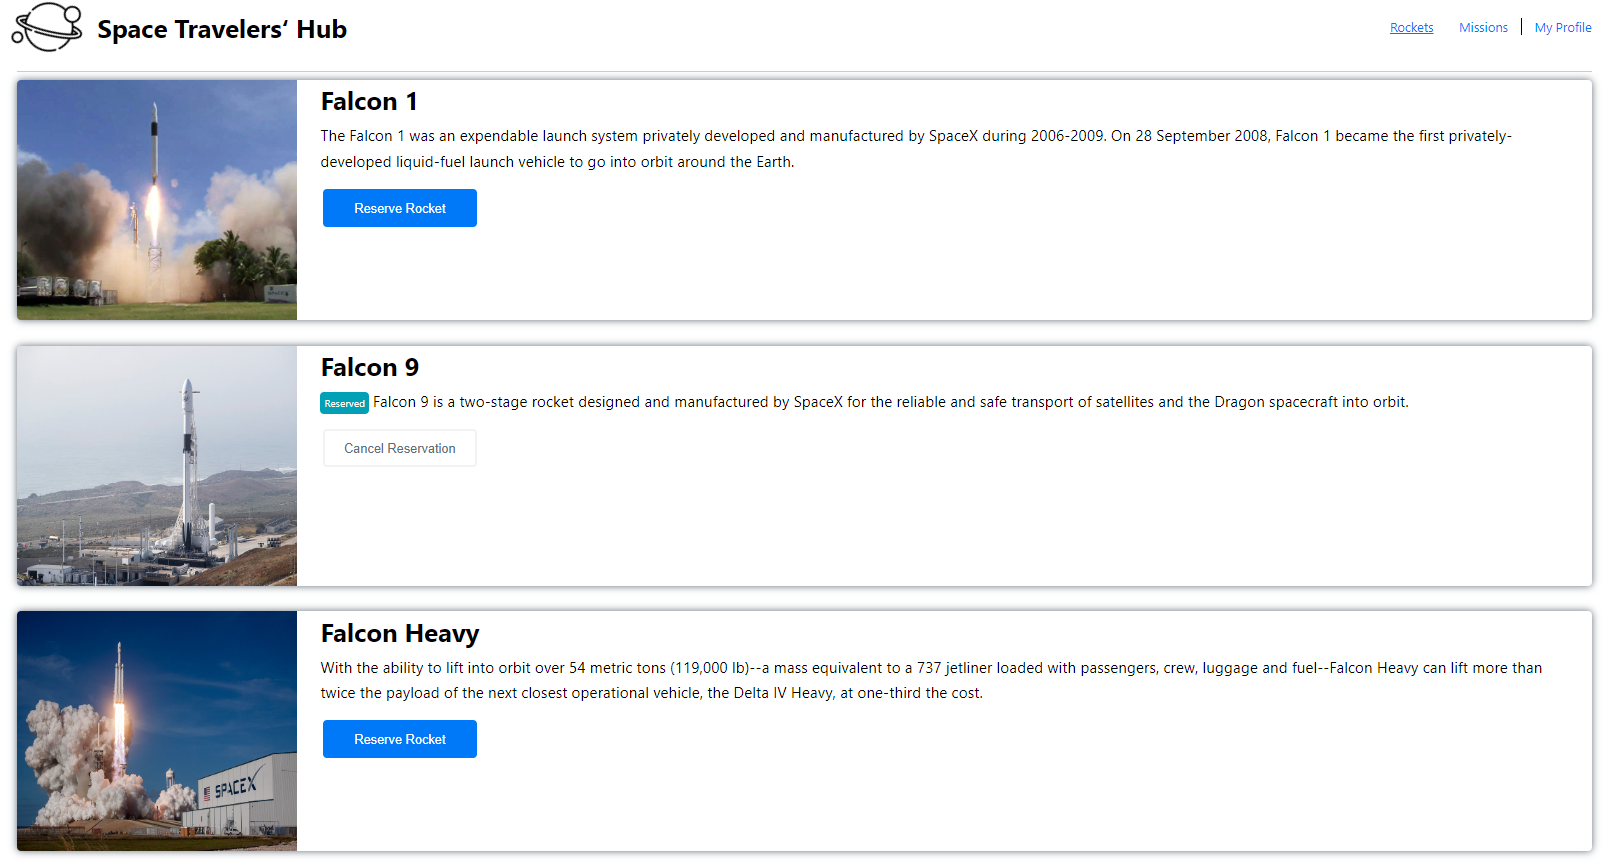 Space Travelers‘ Hub
Rockets
Missions
My Profile
Falcon 1
The Falcon 1 was an expendable launch system privately developed and manufactured by SpaceX during 2006-2009. On 28 September 2008, Falcon 1 became the first privately-
developed liquid-fuel launch vehicle to go into orbit around the Earth.
Reserve Rocket
Falcon 9
Reserved Falcon 9 is a two-stage rocket designed and manufactured by SpaceX for the reliable and safe transport of satellites and the Dragon spacecraft into orbit.
Cancel Reservation
Falcon Heavy
With the ability to lift into orbit over 54 metric tons (119,000 lb)--a mass equivalent to a 737 jetliner loaded with passengers, crew, luggage and fuel--Falcon Heavy can lift more than
twice the payload of the next closest operational vehicle, the Delta IV Heavy, at one-third the cost.
Reserve Rocket
SPACEX